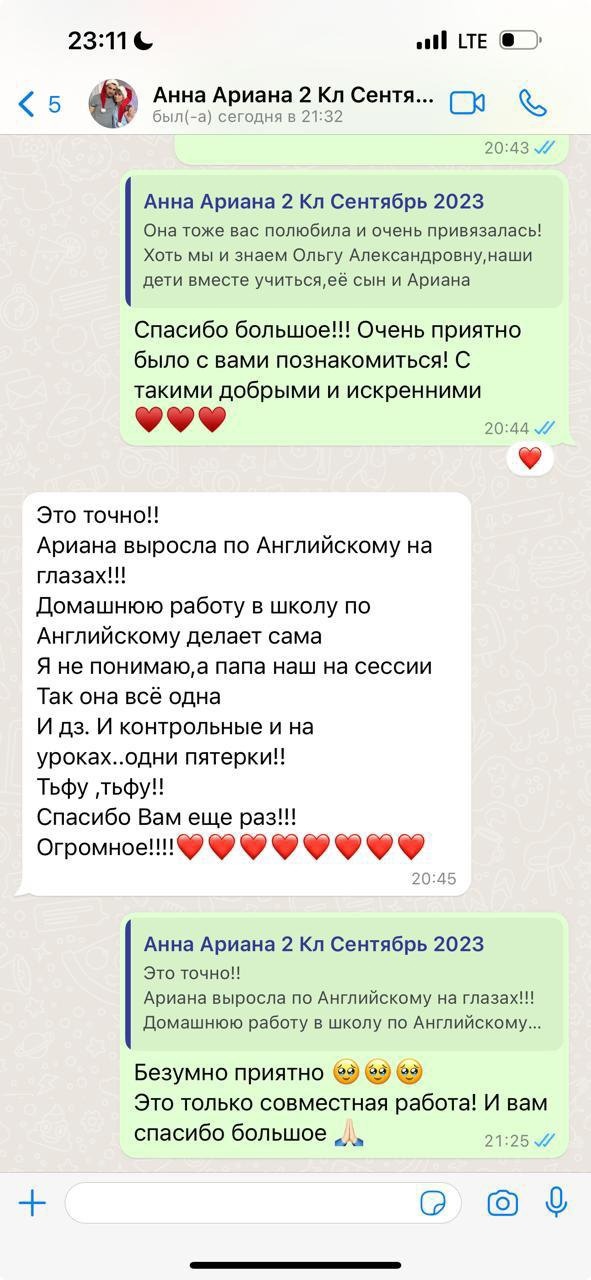 23:11
LTE
5
Анна Ариана 2 Кл Сентя...
был(-а) сегодня в 21:32
20:43
Анна Ариана 2 Кл Сентябрь 2023
Она тоже вас полюбила и очень привязалась!
Хоть мы и знаем Ольгу Александровну,наши
дети вместе учиться,её сын и Ариана
Спасибо большое!!! Очень приятно
было с вами познакомиться! С
такими добрыми и искренними
♥️♥️♥️
20:44
❤️
Это точно!!
Ариана выросла по Английскому на
глазах!!!
Домашнюю работу в школу по
Английскому делает сама
Я не понимаю,а папа наш на сессии
Так она всё одна
И дз. И контрольные и на
уроках..одни пятерки!!
Тьфу ,тьфу!!
Спасибо Вам еще раз!!!
Огромное!!!!❤️❤️❤️❤️❤️❤️❤️❤️
20:45
Анна Ариана 2 Кл Сентябрь 2023
Это точно!!
Ариана выросла по Английскому на глазах!!!
Домашнюю работу в школу по Английскому...
Безумно приятно 🥹🥹🥹
Это только совместная работа! И вам
спасибо большое 🙏🏻
21:25